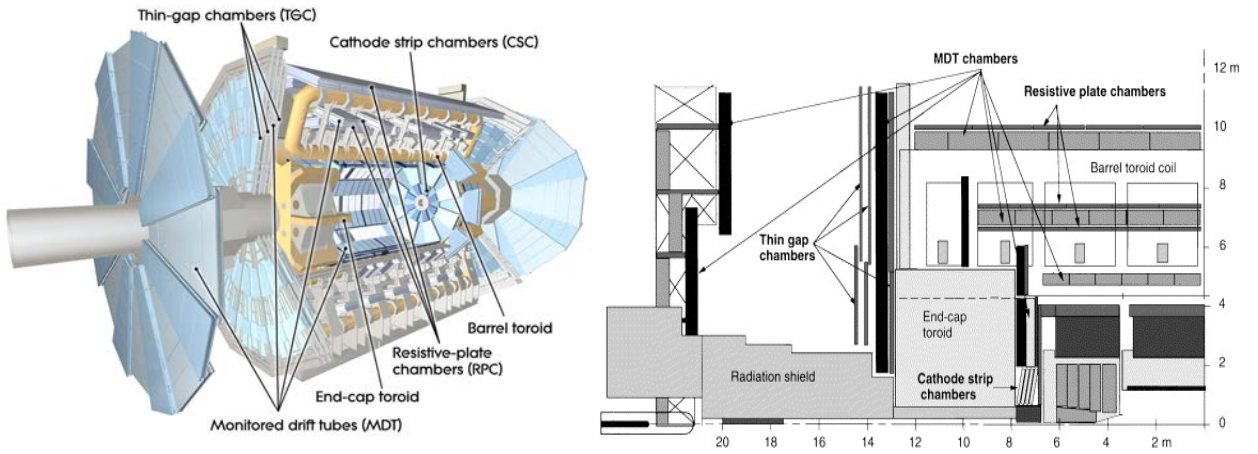 Thin-gap chambers (TGC)
Cathode strip chambers (CSC)
Barrel toroid
Resistive-plate
chambers (RPC)
End-cap toroid
Monitored drift tubes (MDT)
MDT chambers
12 m
Resistive plate chambers
10
Barrel toroid coil
8
Thin gap
chambers
6
End-cap
toroid
4
Radiation shield
2
Cathode strip
chambers
0
20
18
16
14
12
10
8
6
4
2 m